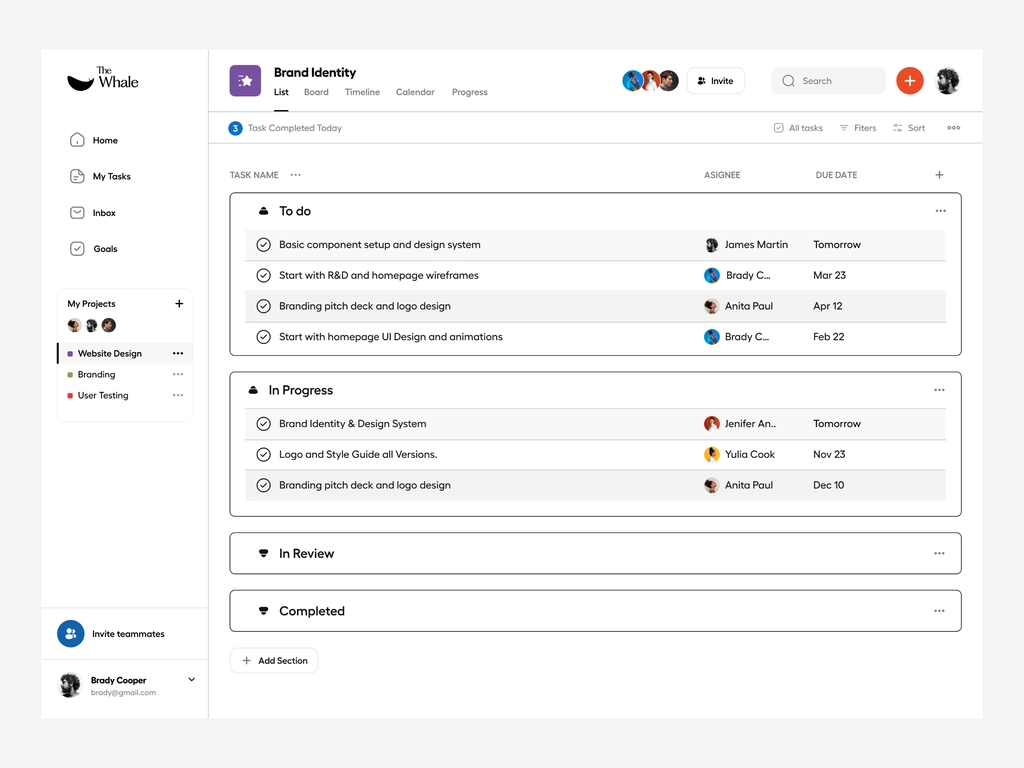 The
Whale
Home
My Tasks
Inbox
Goals
My Projects
Website Design
Branding
User Testing
Invite teammates
Brady Cooper
brady@gmail.com
Brand Identity
List Board Timeline Calendar Progress
Invite
Search
3 Task Completed Today
All tasks Fiters Sort
TASK NAME ASIGNEE DUE DATE
To do
Basic component setup and design system James Martin Tomorrow
Start with R&D and homepage wireframes Brady C... Mar 23
Branding pitch deck and logo design Anita Paul Apr 12
Start with homepage UI Design and animations Brady C... Feb 22
In Progress
Brand Identity & Design System Jenifer An.. Tomorrow
Logo and Style Guide all Versions. Yulia Cook Nov 23
Branding pitch deck and logo design Anita Paul Dec 10
In Review
Completed
Add Section